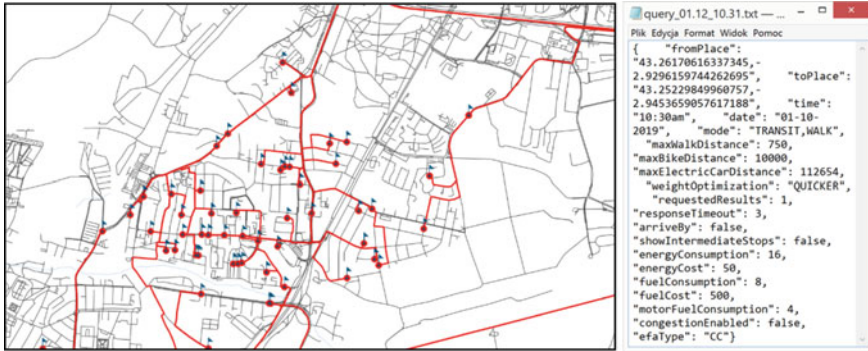 query_01.12_10.31.txt — ...
Plik Edycja Format Widok Pomoc
{ "fromPlace":
"43.26170616337345,-
2.9296159744262695", "toPlace":
"43.25229849960757,-
2.9453659057617188", "time":
"10:30am", "date": "01-10-
2019", "mode": "TRANSIT,WALK",
"maxWalkDistance": 750,
"maxBikeDistance": 10000,
"maxElectricCarDistance": 112654,
"weightOptimization": "QUICKER",
"requestedResults": 1,
"responseTimeout": 3,
"arriveBy": false,
"showIntermediateStops": false,
"energyConsumption": 16,
"energyCost": 50,
"fuelConsumption": 8,
"fuelCost": 500,
"motorFuelConsumption": 4,
"congestionEnabled": false,
"efaType": "CC"}